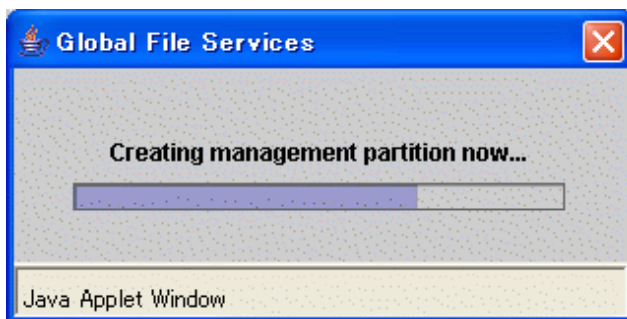 Global File Services
Creating management partition now...
Java Applet Window